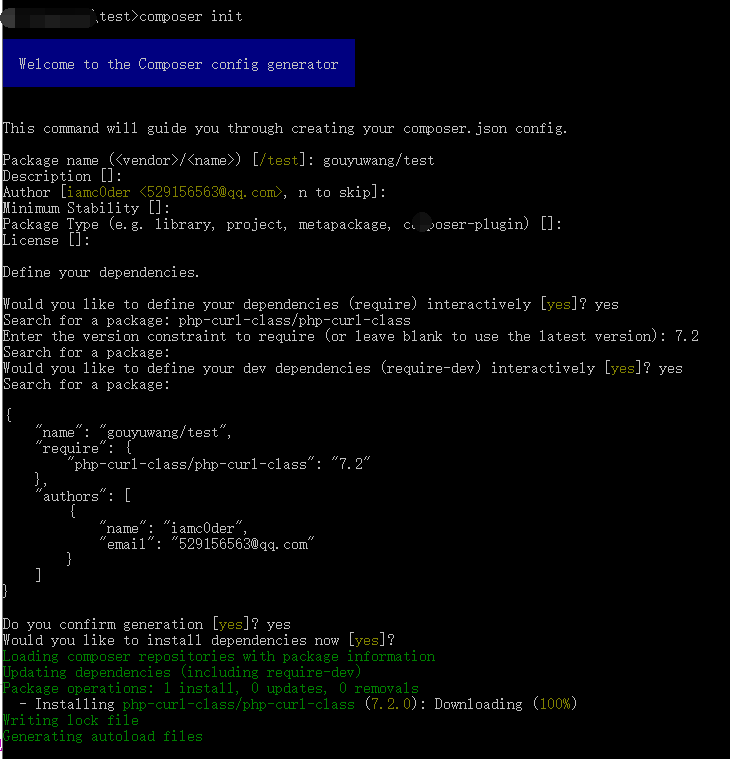 \test>composer init
Welcome to the Composer config generator
This command will guide you through creating your composer.json config.
Package name (<vendor>/<name>) [/test]: gouyuwang/test
Description []:
Author [iamc0der <529156563@qq.com>, n to skip]:
Minimum Stability []:
Package Type (e.g. library, project, metapackage, composer-plugin) []:
License []:
Define your dependencies.
Would you like to define your dependencies (require) interactively [yes]? yes
Search for a package: php-curl-class/php-curl-class
Enter the version constraint to require (or leave blank to use the latest version): 7.2
Search for a package:
Would you like to define your dev dependencies (require-dev) interactively [yes]? yes
Search for a package:
{
    "name": "gouyuwang/test",
    "require": {
        "php-curl-class/php-curl-class": "7.2"
    },
    "authors": [
        {
            "name": "iamc0der",
            "email": "529156563@qq.com"
        }
    ]
}
Do you confirm generation [yes]? yes
Would you like to install dependencies now [yes]?
Loading composer repositories with package information
Updating dependencies (including require-dev)
Package operations: 1 install, 0 updates, 0 removals
  - Installing php-curl-class/php-curl-class (7.2.0): Downloading (100%)
Writing lock file
Generating autoload files